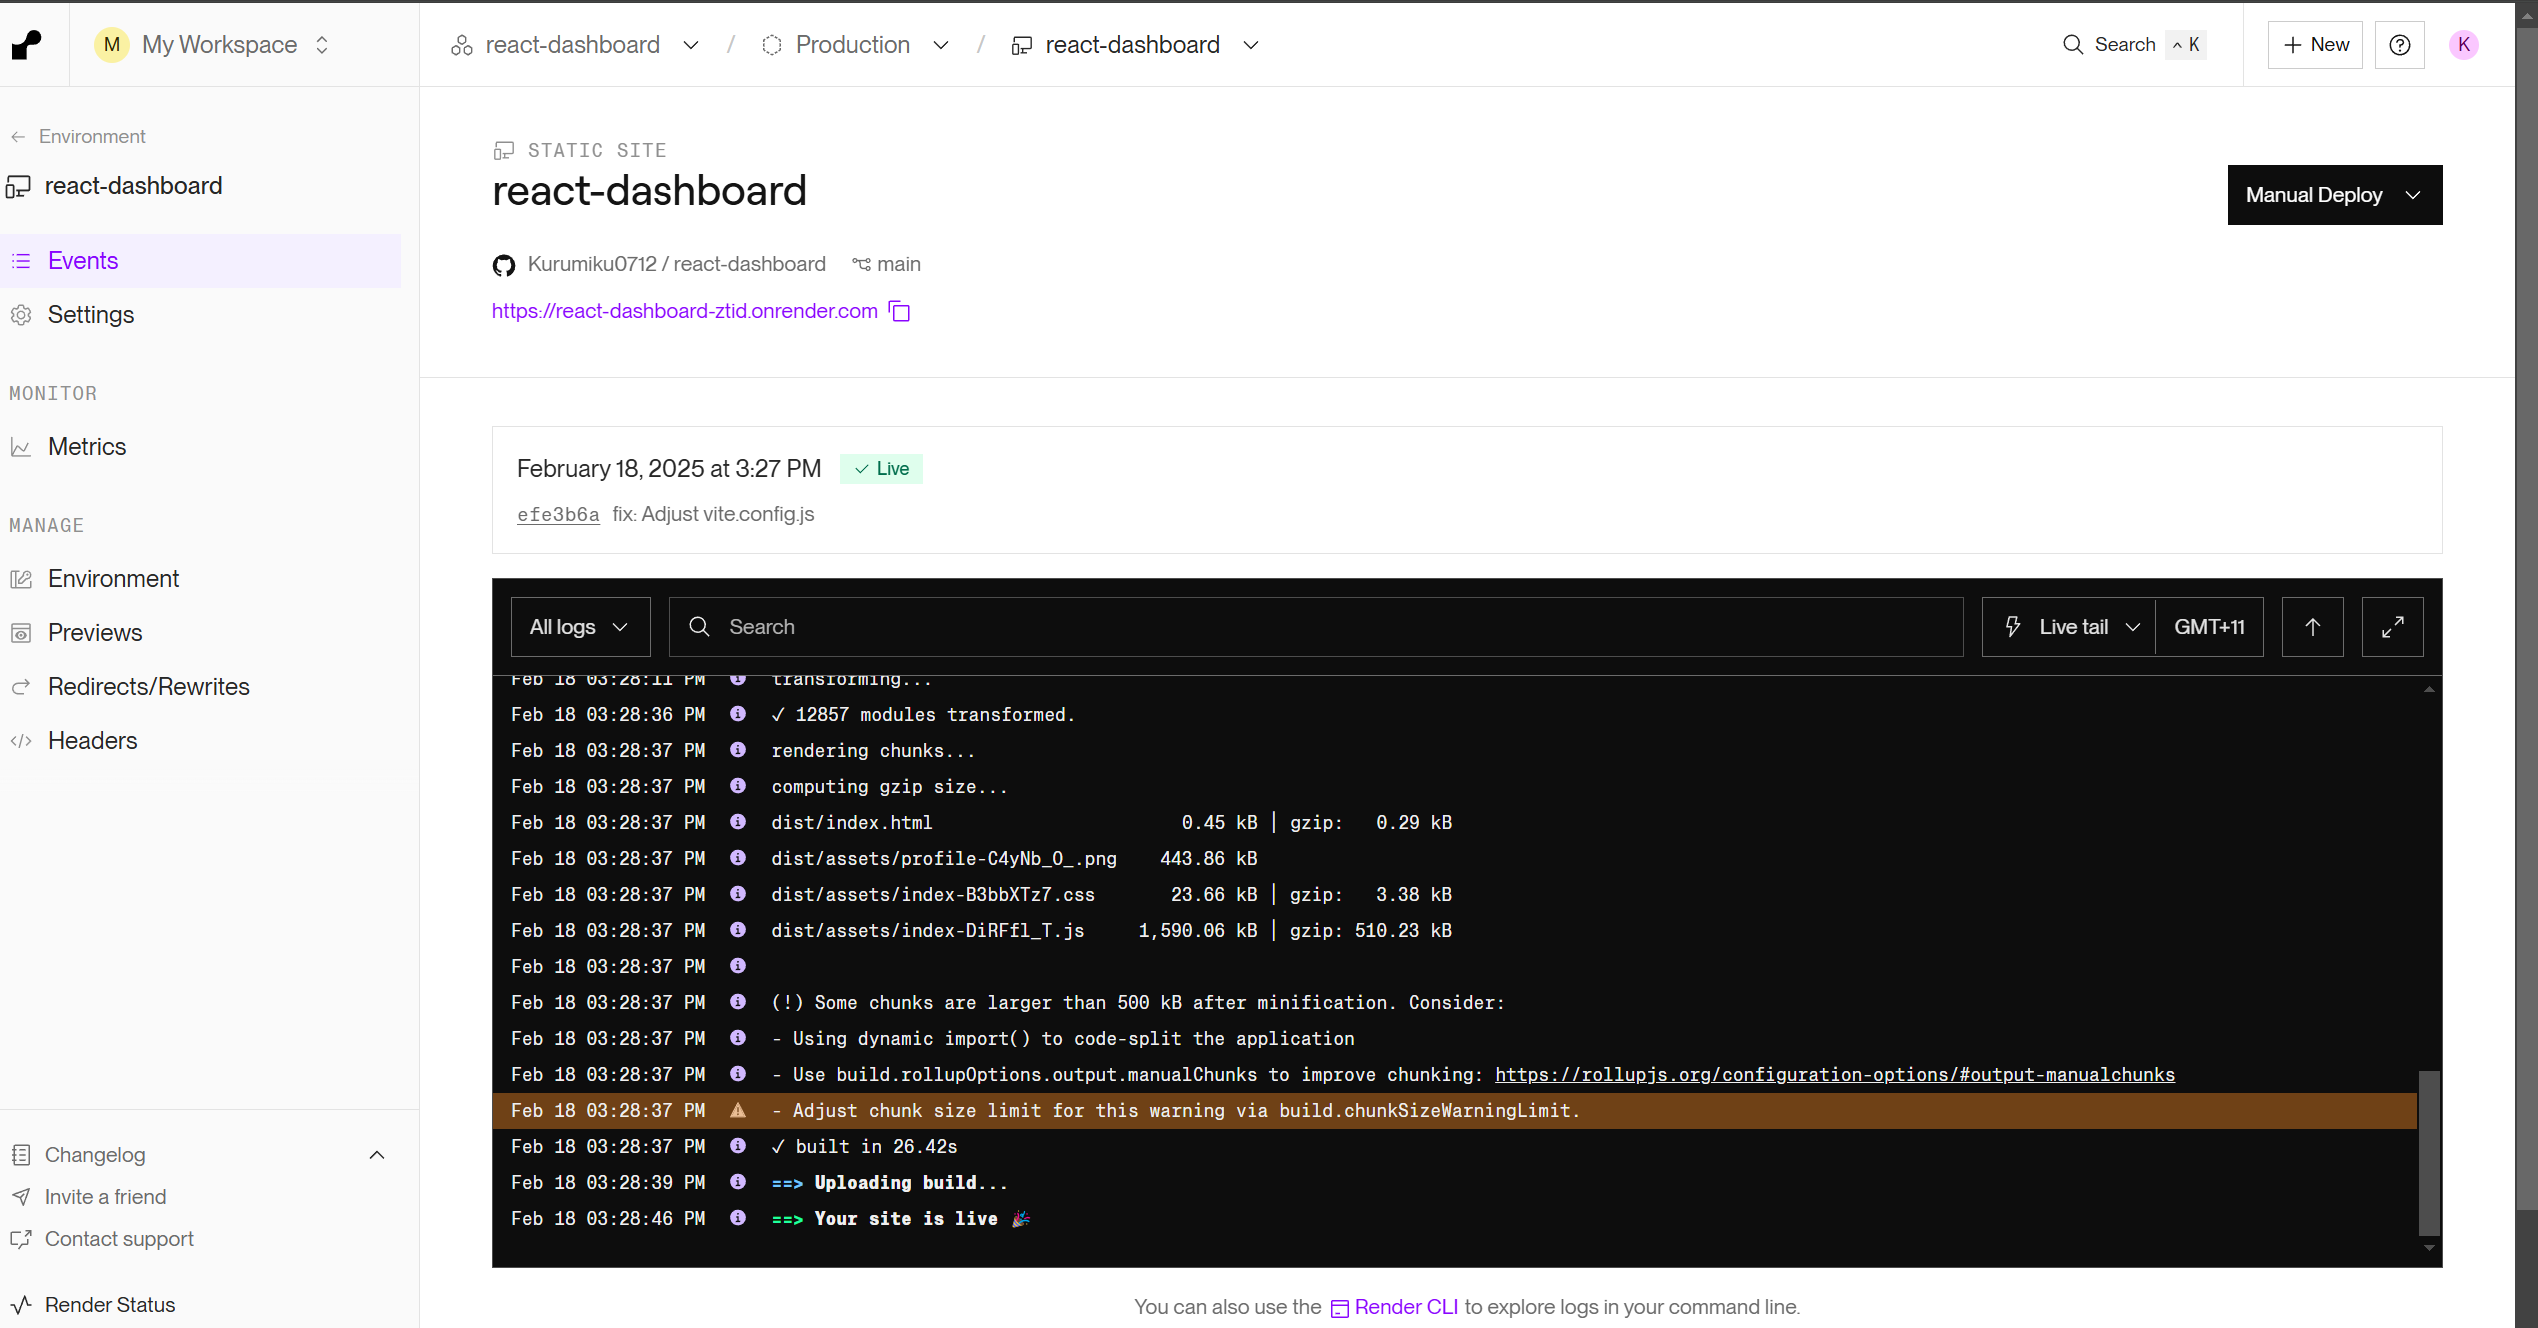 M My Workspace
react-dashboard / Production / react-dashboard
Search ^ K
+ New
K
Environment
react-dashboard
Events
Settings
MONITOR
Metrics
MANAGE
Environment
Previews
Redirects/Rewrites
Headers
Changelog
Invite a friend
Contact support
Render Status
STATIC SITE
react-dashboard
Manual Deploy
Kurumiku0712 / react-dashboard main
https://react-dashboard-ztid.onrender.com
February 18, 2025 at 3:27 PM ✓ Live
efe3b6a fix: Adjust vite.config.js
All logs Search Live tail GMT+11
Feb 18 03:28:11 PM transforming...
Feb 18 03:28:36 PM ✓ 12857 modules transformed.
Feb 18 03:28:37 PM rendering chunks...
Feb 18 03:28:37 PM computing gzip size...
Feb 18 03:28:37 PM dist/index.html 0.45 kB │ gzip: 0.29 kB
Feb 18 03:28:37 PM dist/assets/profile-C4yNb_O_.png 443.86 kB
Feb 18 03:28:37 PM dist/assets/index-B3bbXTz7.css 23.66 kB │ gzip: 3.38 kB
Feb 18 03:28:37 PM dist/assets/index-DiRFfl_T.js 1,590.06 kB │ gzip: 510.23 kB
Feb 18 03:28:37 PM
Feb 18 03:28:37 PM (!) Some chunks are larger than 500 kB after minification. Consider:
Feb 18 03:28:37 PM - Using dynamic import() to code-split the application
Feb 18 03:28:37 PM - Use build.rollupOptions.output.manualChunks to improve chunking: https://rollupjs.org/configuration-options/#output-manualchunks
Feb 18 03:28:37 PM - Adjust chunk size limit for this warning via build.chunkSizeWarningLimit.
Feb 18 03:28:37 PM ✓ built in 26.42s
Feb 18 03:28:39 PM ==> Uploading build...
Feb 18 03:28:46 PM ==> Your site is live 🎉
You can also use the Render CLI to explore logs in your command line.